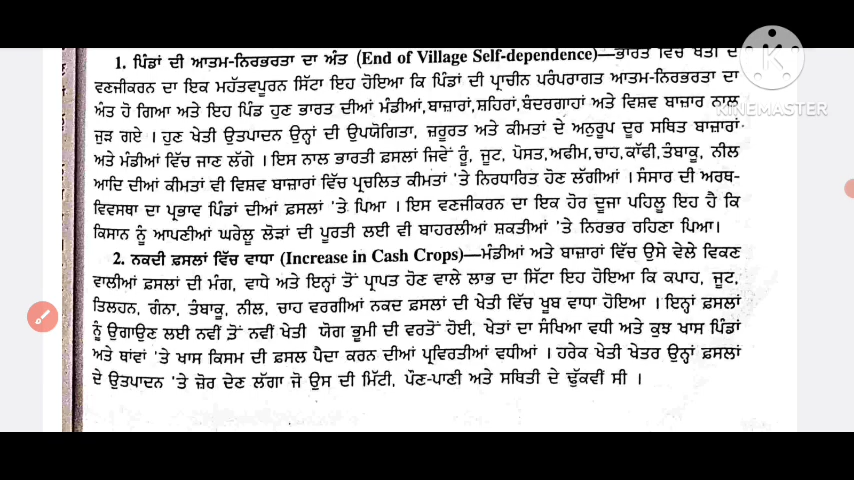 1. ਪਿੰਡਾਂ ਦੀ ਆਤਮ-ਨਿਰਭਰਤਾ ਦਾ ਅੰਤ (End of Village Self-dependence)—ਭਾਰਤ ਵਿਚ ਖੇਤੀ ਦੇ
ਵਣਜੀਕਰਨ ਦਾ ਇਕ ਮਹੱਤਵਪੂਰਨ ਸਿੱਟਾ ਇਹ ਹੋਇਆ ਕਿ ਪਿੰਡਾਂ ਦੀ ਪ੍ਰਾਚੀਨ ਪਰੰਪਰਾਗਤ ਆਤਮ-ਨਿਰਭਰਤਾ ਦਾ
ਅੰਤ ਹੋ ਗਿਆ ਅਤੇ ਇਹ ਪਿੰਡ ਹੁਣ ਭਾਰਤ ਦੀਆਂ ਮੰਡੀਆਂ, ਬਾਜ਼ਾਰਾਂ, ਸ਼ਹਿਰਾਂ, ਬੰਦਰਗਾਹਾਂ ਅਤੇ ਵਿਸ਼ਵ ਬਾਜ਼ਾਰ ਨਾਲ
ਜੁੜ ਗਏ । ਹੁਣ ਖੇਤੀ ਉਤਪਾਦਨ ਉਨ੍ਹਾਂ ਦੀ ਉਪਯੋਗਿਤਾ, ਜ਼ਰੂਰਤ ਅਤੇ ਕੀਮਤਾਂ ਦੇ ਅਨੁਰੂਪ ਦੂਰ ਸਥਿਤ ਬਾਜ਼ਾਰਾਂ
ਅਤੇ ਮੰਡੀਆਂ ਵਿੱਚ ਜਾਣ ਲੱਗੇ । ਇਸ ਨਾਲ ਭਾਰਤੀ ਫ਼ਸਲਾਂ ਜਿਵੇਂ ਰੂੰ, ਜੂਟ, ਪੋਸਤ, ਅਫੀਮ, ਚਾਹ, ਕਾੱਫੀ, ਤੰਬਾਕੂ, ਨੀਲ
ਆਦਿ ਦੀਆਂ ਕੀਮਤਾਂ ਵੀ ਵਿਸ਼ਵ ਬਾਜ਼ਾਰਾਂ ਵਿੱਚ ਪ੍ਰਚਲਿਤ ਕੀਮਤਾਂ 'ਤੇ ਨਿਰਧਾਰਿਤ ਹੋਣ ਲੱਗੀਆਂ । ਸੰਸਾਰ ਦੀ ਅਰਥ-
ਵਿਵਸਥਾ ਦਾ ਪ੍ਰਭਾਵ ਪਿੰਡਾਂ ਦੀਆਂ ਫ਼ਸਲਾਂ 'ਤੇ ਪਿਆ । ਇਸ ਵਣਜੀਕਰਨ ਦਾ ਇਕ ਹੋਰ ਦੂਜਾ ਪਹਿਲੂ ਇਹ ਹੈ ਕਿ
ਕਿਸਾਨ ਨੂੰ ਆਪਣੀਆਂ ਘਰੇਲੂ ਲੋੜਾਂ ਦੀ ਪੂਰਤੀ ਲਈ ਵੀ ਬਾਹਰਲੀਆਂ ਸ਼ਕਤੀਆਂ 'ਤੇ ਨਿਰਭਰ ਰਹਿਣਾ ਪਿਆ।
2. ਨਕਦੀ ਫ਼ਸਲਾਂ ਵਿੱਚ ਵਾਧਾ (Increase in Cash Crops)—ਮੰਡੀਆਂ ਅਤੇ ਬਾਜ਼ਾਰਾਂ ਵਿੱਚ ਉਸੇ ਵੇਲੇ ਵਿਕਣ
ਵਾਲੀਆਂ ਫ਼ਸਲਾਂ ਦੀ ਮੰਗ, ਵਾਧੇ ਅਤੇ ਇਨ੍ਹਾਂ ਤੋਂ ਪ੍ਰਾਪਤ ਹੋਣ ਵਾਲੇ ਲਾਭ ਦਾ ਸਿੱਟਾ ਇਹ ਹੋਇਆ ਕਿ ਕਪਾਹ, ਜੂਟ,
ਤਿਲਹਨ, ਗੰਨਾ, ਤੰਬਾਕੂ, ਨੀਲ, ਚਾਹ ਵਰਗੀਆਂ ਨਕਦ ਫ਼ਸਲਾਂ ਦੀ ਖੇਤੀ ਵਿੱਚ ਖੂਬ ਵਾਧਾ ਹੋਇਆ । ਇਨ੍ਹਾਂ ਫ਼ਸਲਾਂ
ਨੂੰ ਉਗਾਉਣ ਲਈ ਨਵੀਂ ਤੋਂ ਨਵੀਂ ਖੇਤੀ ਯੋਗ ਭੂਮੀ ਦੀ ਵਰਤੋਂ ਹੋਈ, ਖੇਤਾਂ ਦਾ ਸੰਖਿਆ ਵਧੀ ਅਤੇ ਕੁਝ ਖਾਸ ਪਿੰਡਾਂ
ਅਤੇ ਥਾਂਵਾਂ 'ਤੇ ਖਾਸ ਕਿਸਮ ਦੀ ਫ਼ਸਲ ਪੈਦਾ ਕਰਨ ਦੀਆਂ ਪ੍ਰਵਿਰਤੀਆਂ ਵਧੀਆਂ । ਹਰੇਕ ਖੇਤੀ ਖੇਤਰ ਉਨ੍ਹਾਂ ਫ਼ਸਲਾਂ
ਦੇ ਉਤਪਾਦਨ 'ਤੇ ਜ਼ੋਰ ਦੇਣ ਲੱਗਾ ਜੋ ਉਸ ਦੀ ਮਿੱਟੀ, ਪੌਣ-ਪਾਣੀ ਅਤੇ ਸਥਿਤੀ ਦੇ ਢੁੱਕਵੀਂ ਸੀ ।
KINEMASTER